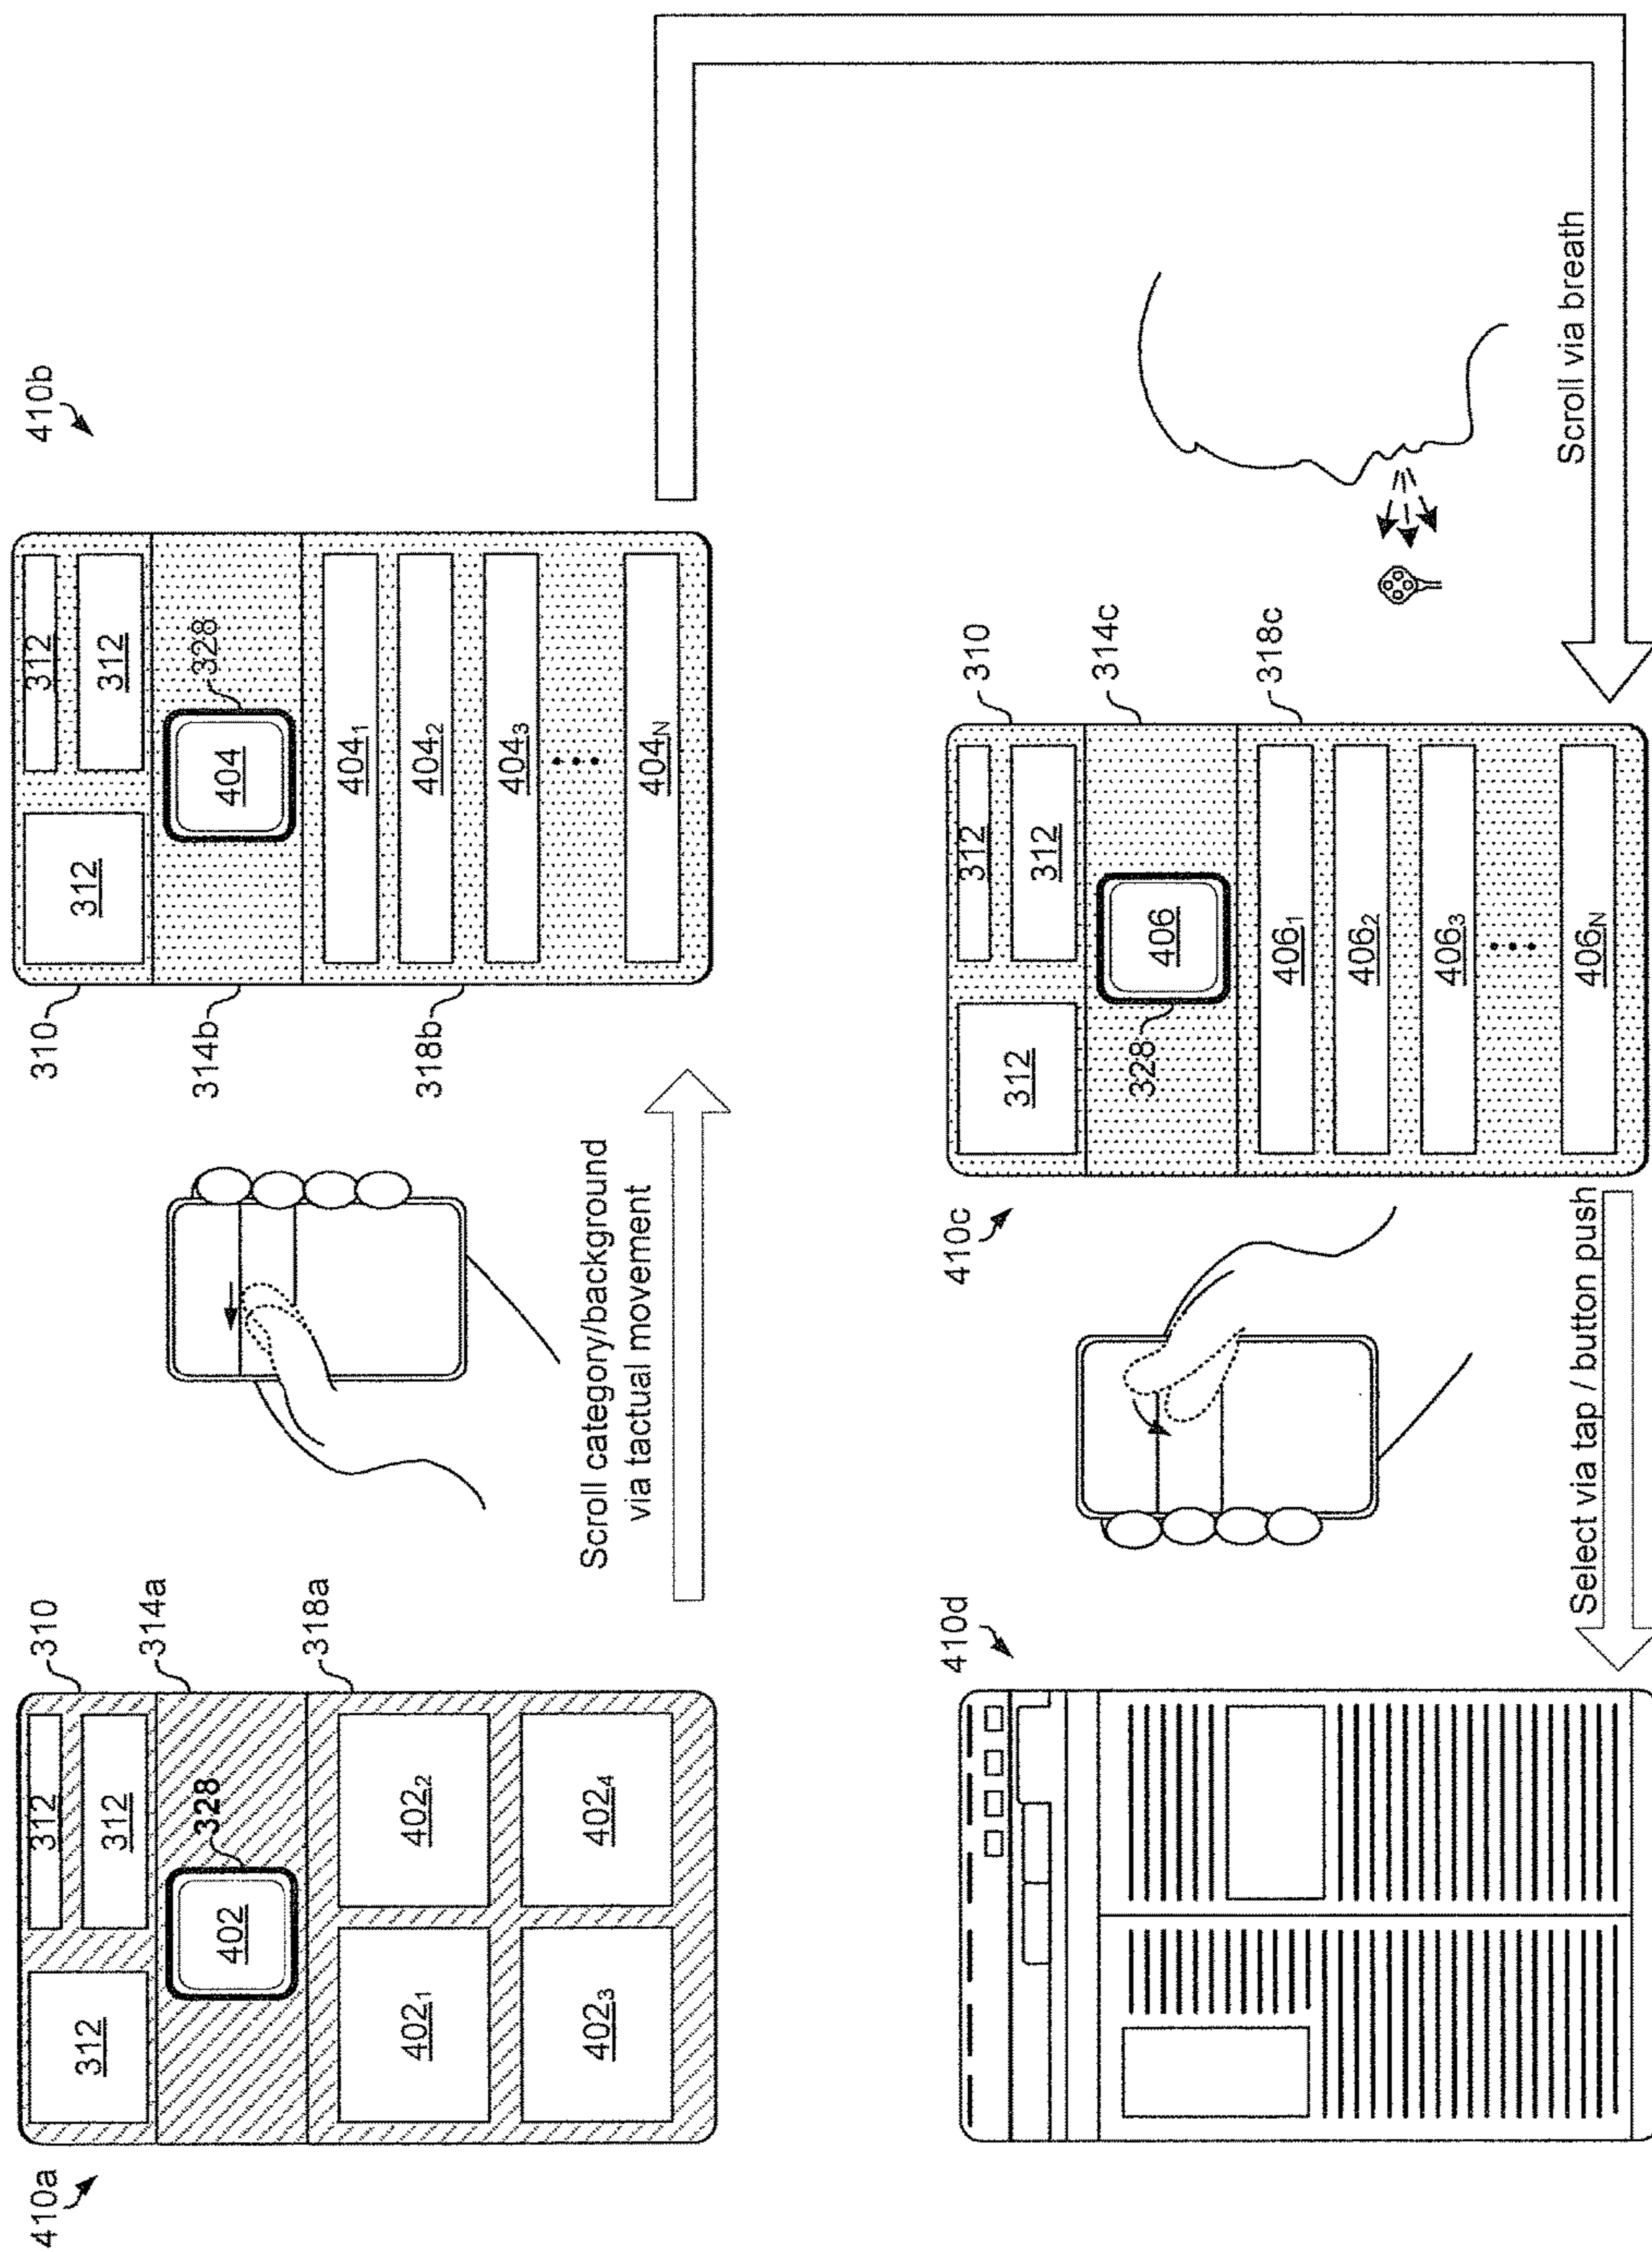 410a
310
312
312
312
314a
328
402
318a
402₁
402₂
402₃
402₄
Scroll category/background
via tactual movement
410b
310
312
312
312
314b
328
404
318b
404₁
404₂
404₃
404N
Scroll via breath
410c
310
312
312
312
314c
328
406
318c
406₁
406₂
406₃
406N
Select via tap / button push
410d